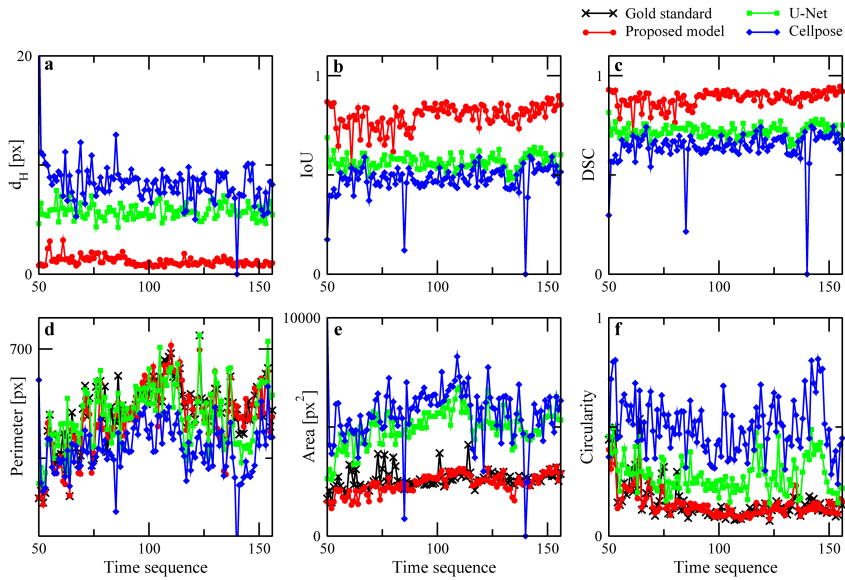 Gold standard U-Net
Proposed model Cellpose
a b c
20 1 1
d_H [px] IoU DSC
0 0 0
50 100 150 50 100 150 50 100 150
d e f
700 10000 1
Perimeter [px] Area [px²] Circularity
0 0
50 100 150 50 100 150 50 100 150
Time sequence Time sequence Time sequence